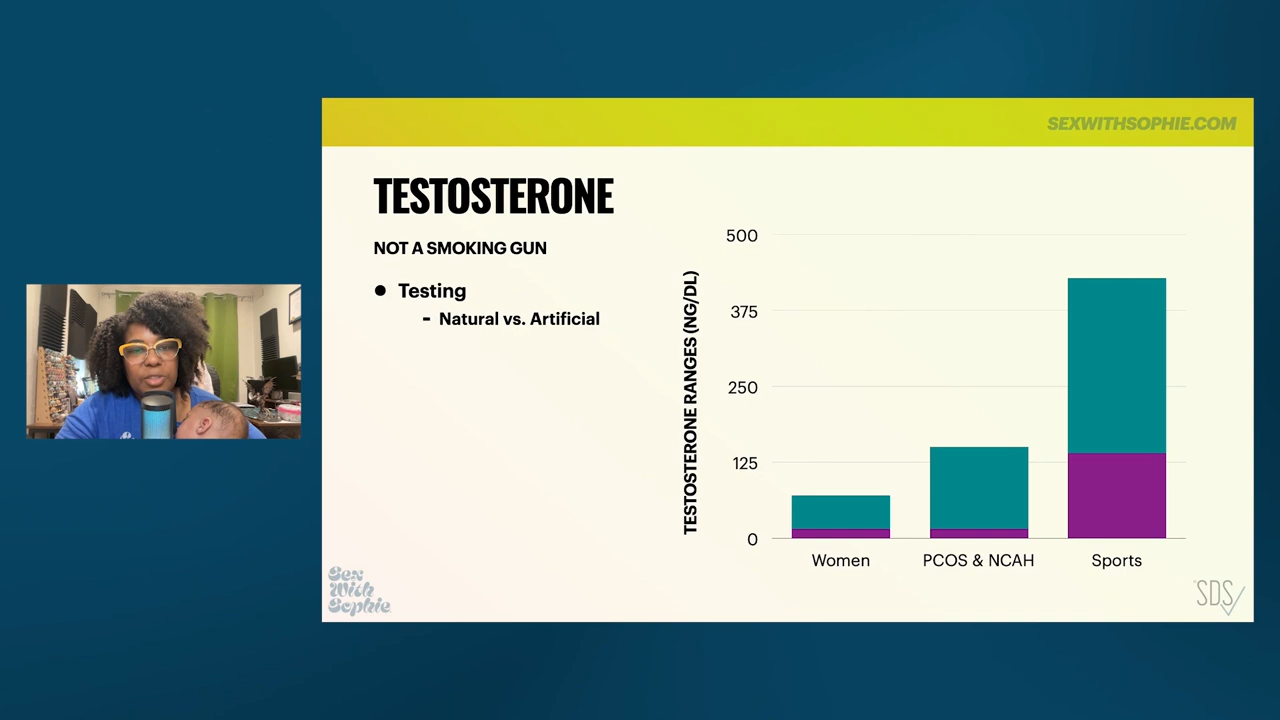 SEXWITHSOPHIE.COM
TESTOSTERONE
NOT A SMOKING GUN
● Testing
- Natural vs. Artificial
TESTOSTERONE RANGES (NG/DL)
500
375
250
125
0
Women
PCOS & NCAH
Sports
Sex
With
Sophie
SDS